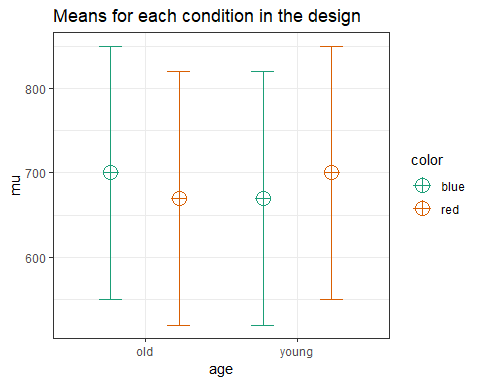 Means for each condition in the design
mu
800
700
600
old
young
age
color
blue
red